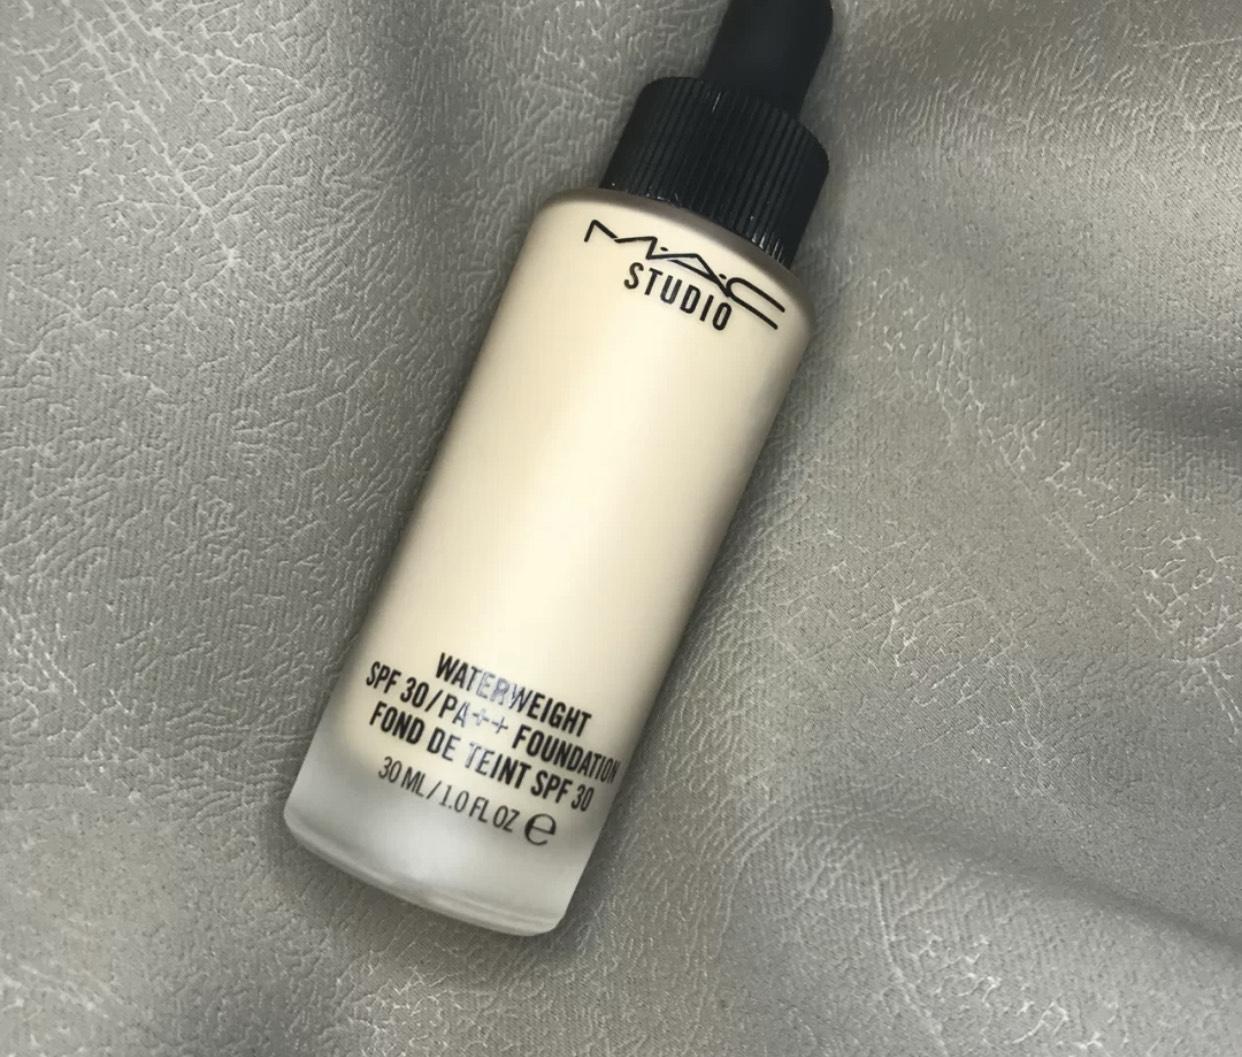 M·A·C
STUDIO
WATERWEIGHT
SPF 30/PA++ FOUNDATION
FOND DE TEINT SPF 30
30 ML/1.0 FL OZ ℮